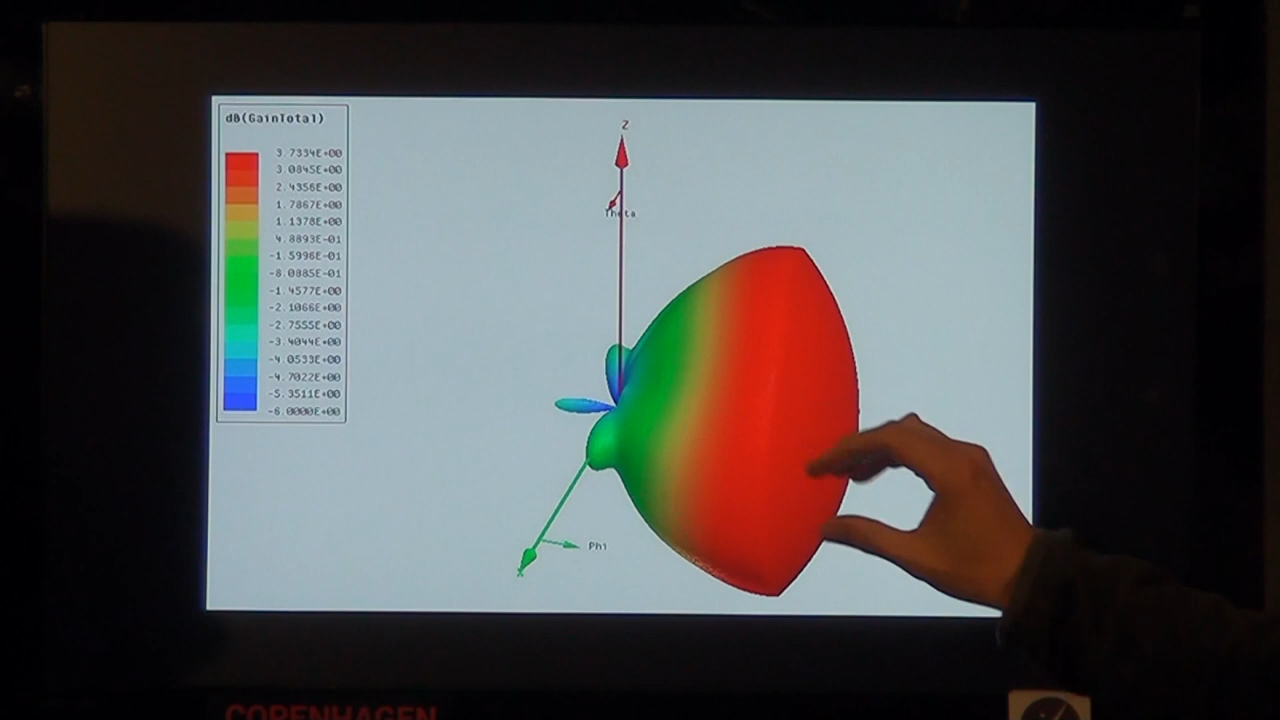 dB(GainTotal)
3.7334E+00
3.0845E+00
2.4356E+00
1.7867E+00
1.1378E+00
4.8893E-01
-1.5996E-01
-8.0885E-01
-1.4577E+00
-2.1066E+00
-2.7555E+00
-3.4044E+00
-4.0533E+00
-4.7022E+00
-5.3511E+00
-6.0000E+00
Z
Theta
Phi
X
COPENHAGEN